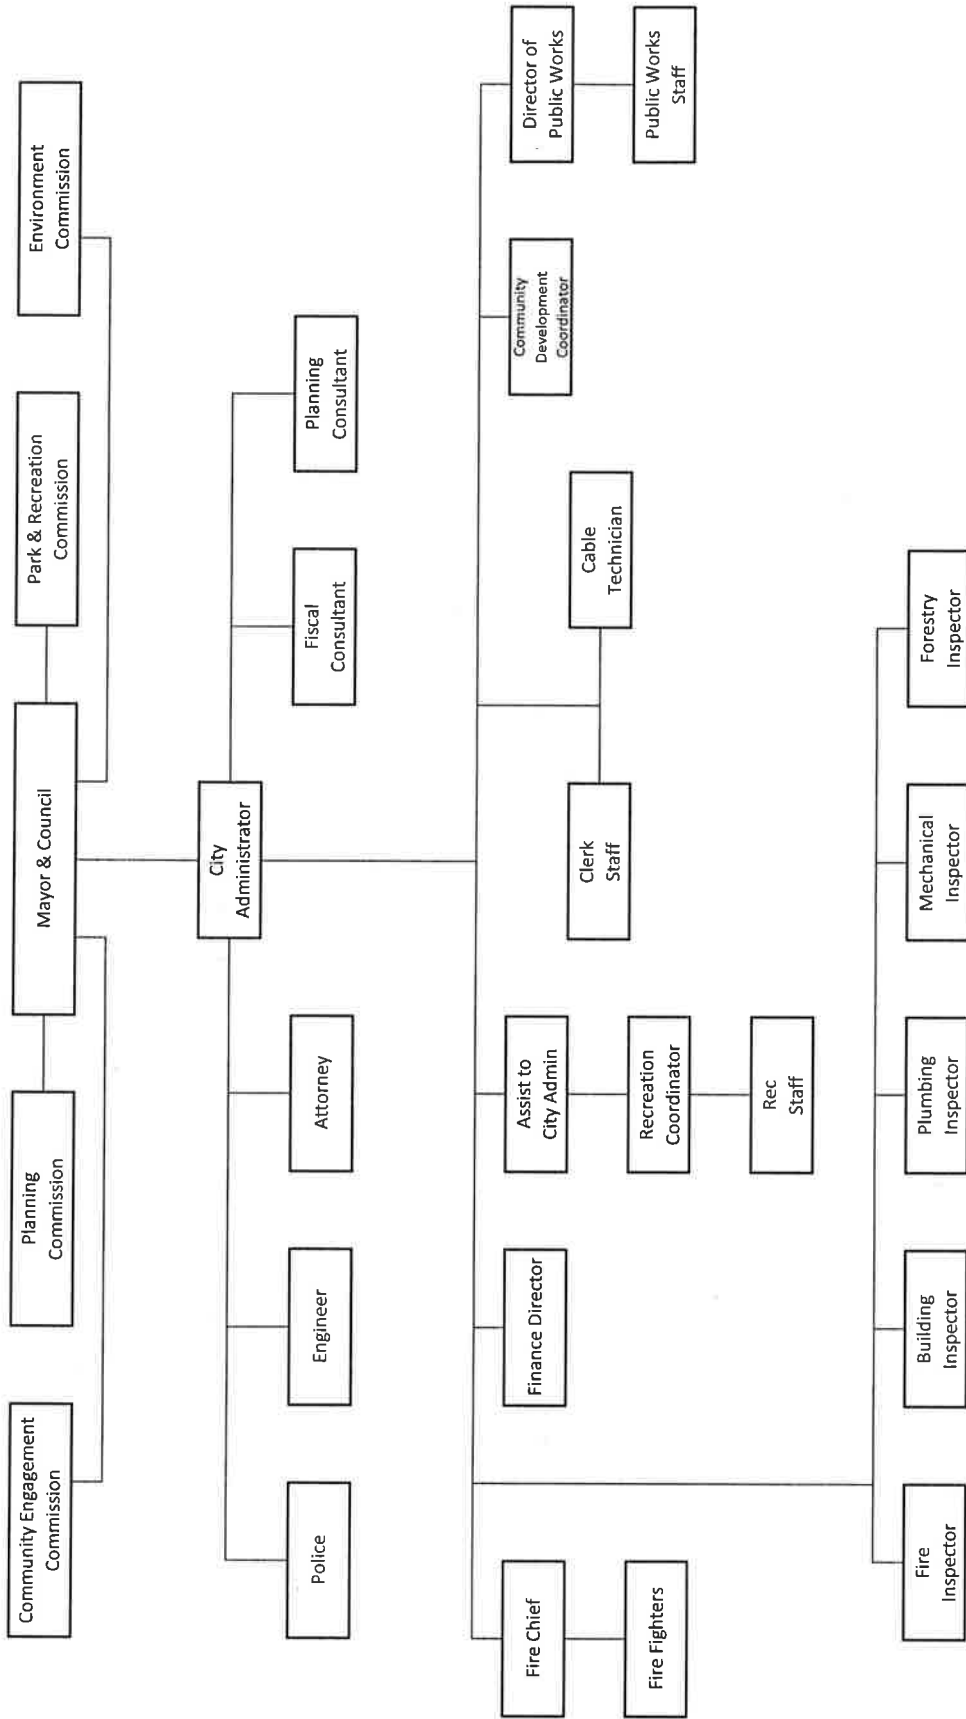 Community Engagement
Commission
Planning
Commission
Mayor & Council
Park & Recreation
Commission
Environment
Commission
City
Administrator
Police
Engineer
Attorney
Fiscal
Consultant
Planning
Consultant
Fire Chief
Finance Director
Assist to
City Admin
Community
Development
Coordinator
Director of
Public Works
Clerk
Staff
Cable
Technician
Fire Fighters
Recreation
Coordinator
Public Works
Staff
Rec
Staff
Fire
Inspector
Building
Inspector
Plumbing
Inspector
Mechanical
Inspector
Forestry
Inspector